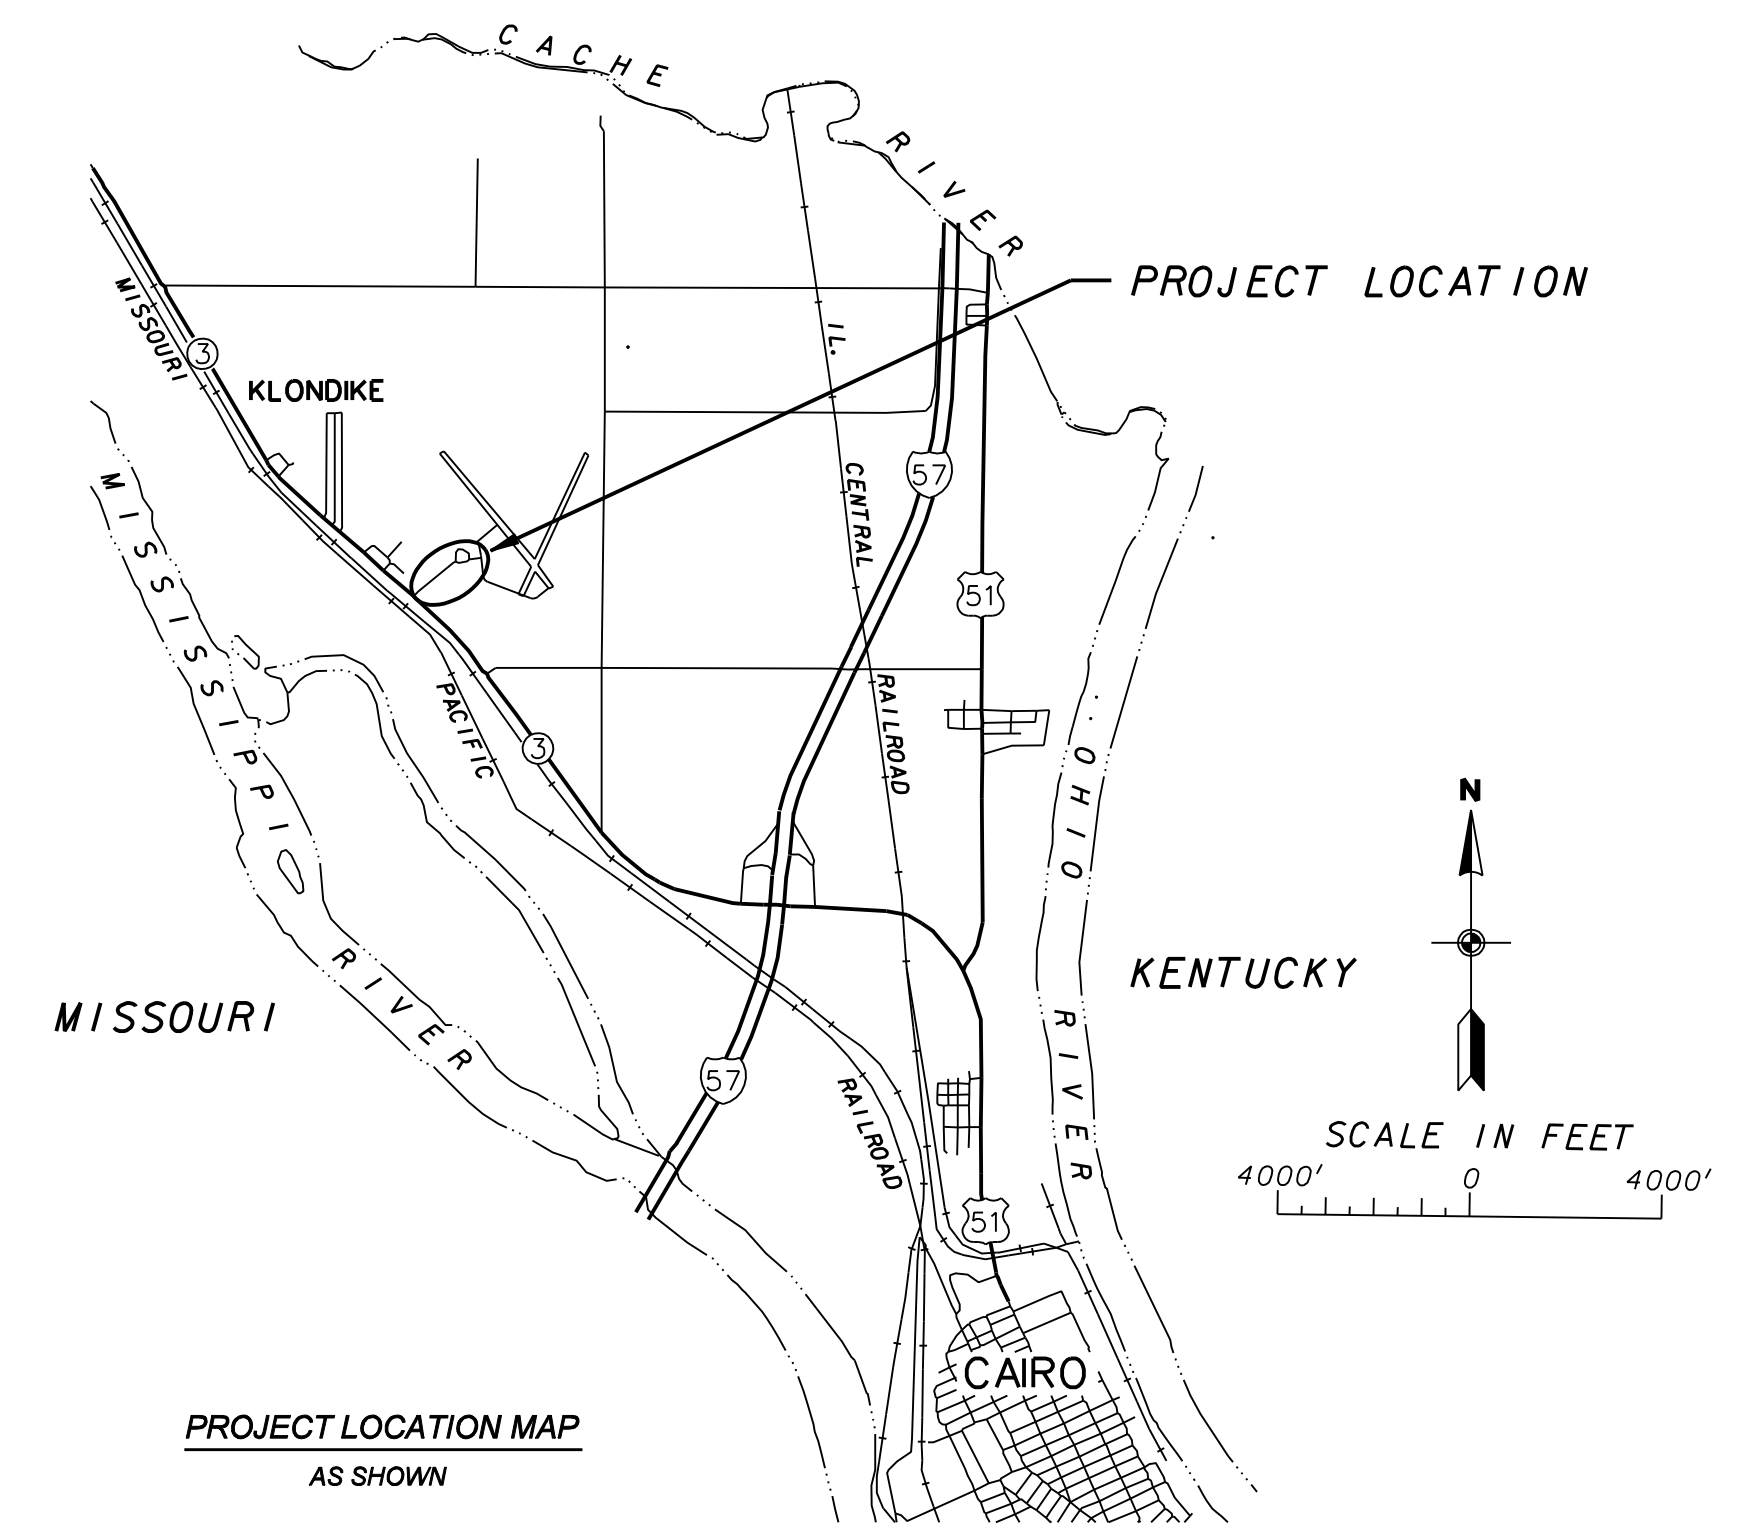 CACHE RIVER
PROJECT LOCATION
MISSOURI
3
IL.
KLONDIKE
57
CENTRAL
MISSISSIPPI
51
PACIFIC
RAILROAD
3
OHIO
N
RIVER
KENTUCKY
MISSOURI
RIVER
57
RAILROAD
SCALE IN FEET
4000' 0 4000'
51
CAIRO
PROJECT LOCATION MAP
AS SHOWN